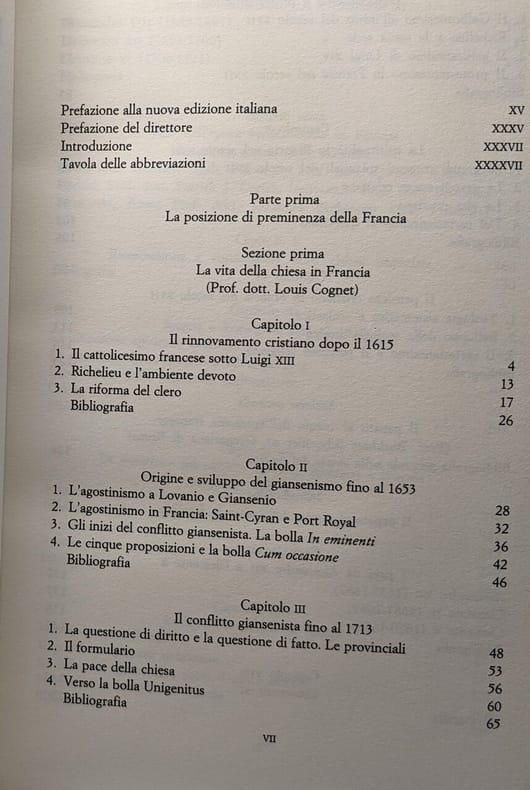 Prefazione alla nuova edizione italiana XV
Prefazione del direttore XXXV
Introduzione XXXVII
Tavola delle abbreviazioni XXXXVII
Parte prima
La posizione di preminenza della Francia
Sezione prima
La vita della chiesa in Francia
(Prof. dott. Louis Cognet)
Capitolo I
Il rinnovamento cristiano dopo il 1615
1. Il cattolicesimo francese sotto Luigi XIII 4
2. Richelieu e l'ambiente devoto 13
3. La riforma del clero 17
Bibliografia 26
Capitolo II
Origine e sviluppo del giansenismo fino al 1653
1. L'agostinismo a Lovanio e Giansenio 28
2. L'agostinismo in Francia: Saint-Cyran e Port Royal 32
3. Gli inizi del conflitto giansenista. La bolla In eminenti 36
4. Le cinque proposizioni e la bolla Cum occasione 42
Bibliografia 46
Capitolo III
Il conflitto giansenista fino al 1713
1. La questione di diritto e la questione di fatto. Le provinciali 48
2. Il formulario 53
3. La pace della chiesa 56
4. Verso la bolla Unigenitus 60
Bibliografia 65
VII